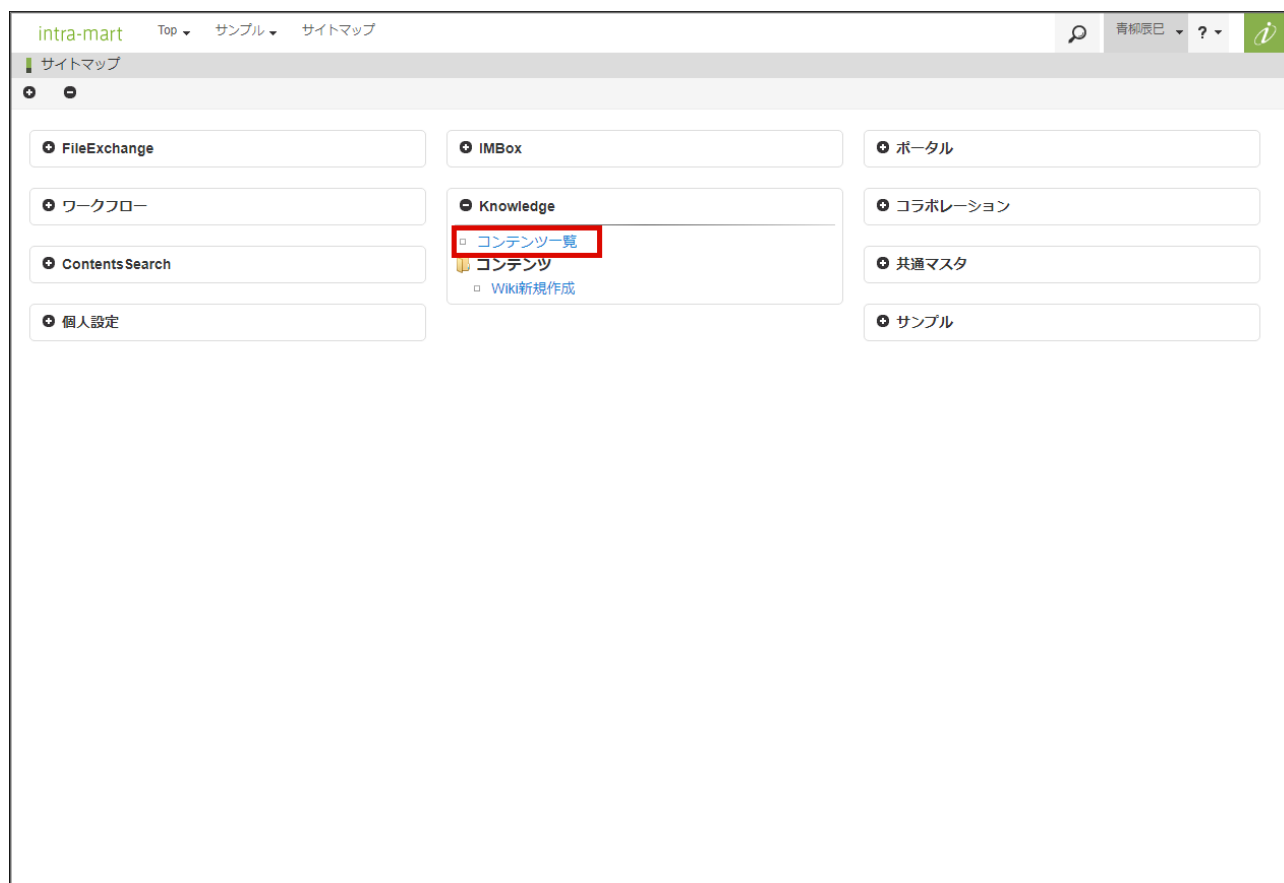 intra-mart Top サンプル サイトマップ 青柳辰巳 ?
サイトマップ
FileExchange
IMBox
ポータル
ワークフロー
Knowledge
コンテンツ一覧
コンテンツ
Wiki新規作成
コラボレーション
ContentsSearch
共通マスタ
個人設定
サンプル